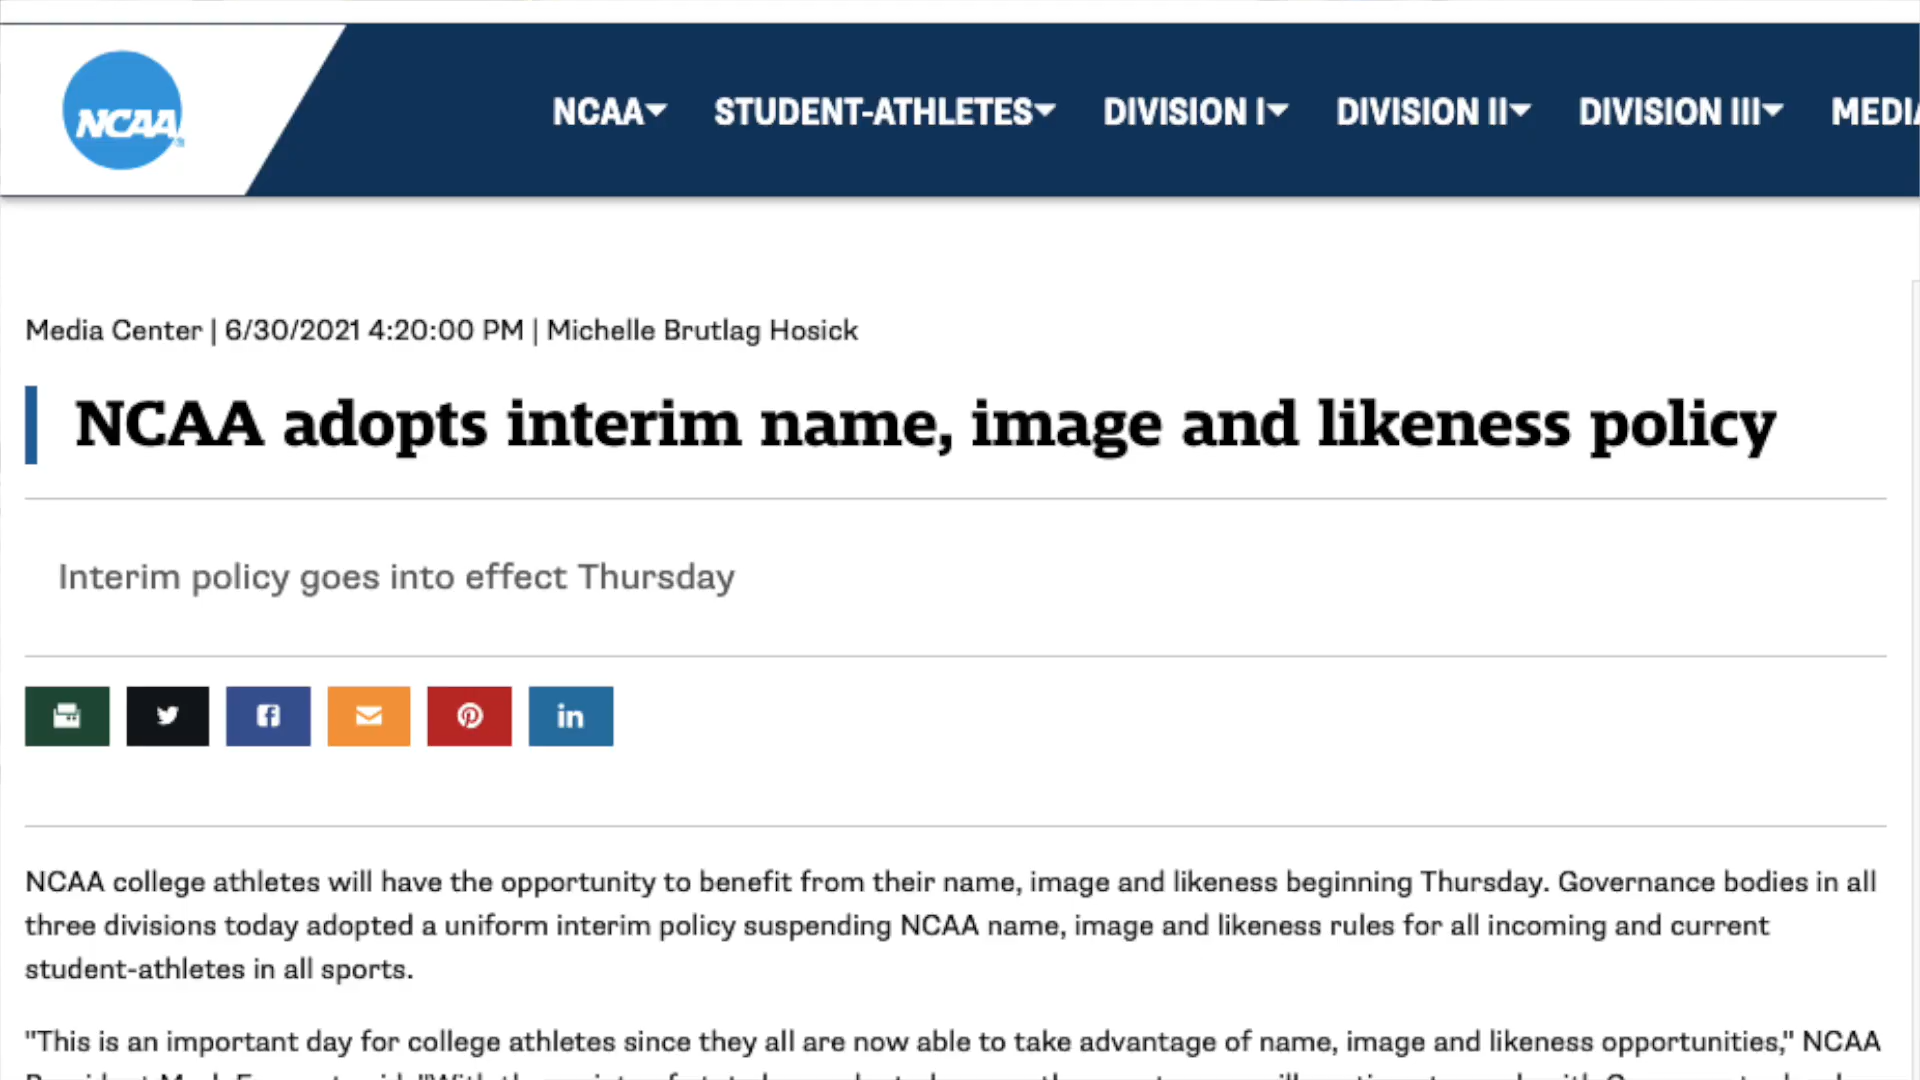 NCAA
NCAA STUDENT-ATHLETES DIVISION I DIVISION II DIVISION III
Media Center | 6/30/2021 4:20:00 PM | Michelle Brutlag Hosick
NCAA adopts interim name, image and likeness policy
Interim policy goes into effect Thursday
in
NCAA college athletes will have the opportunity to benefit from their name, image and likeness beginning Thursday. Governance bodies in all
three divisions today adopted a uniform interim policy suspending NCAA name, image and likeness rules for all incoming and current
student-athletes in all sports.
"This is an important day for college athletes since they all are now able to take advantage of name, image and likeness opportunities," NCAA